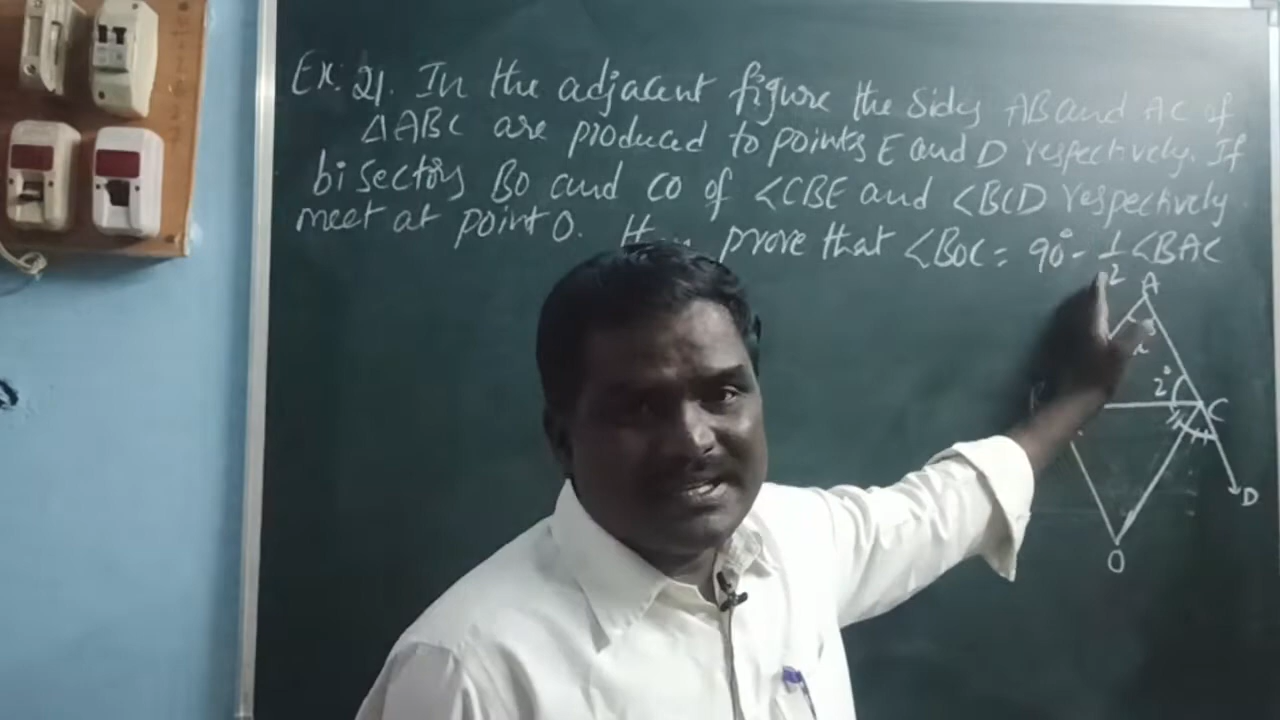 Ex: 21. In the adjacent figure the Sides AB and AC of
△ABC are produced to points E and D respectively. If
bisectors BO and CO of ∠CBE and ∠BCD respectively
meet at point O. prove that ∠BOC = 90° - 1/2 ∠BAC
A
2°
C
D
O